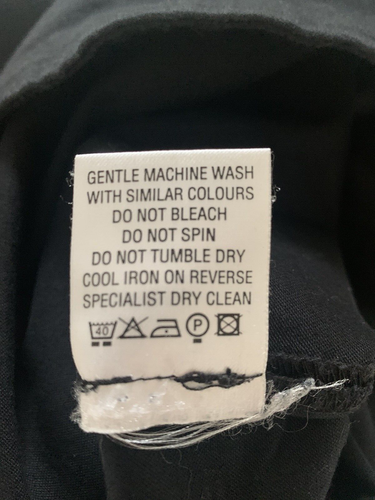 GENTLE MACHINE WASH
WITH SIMILAR COLOURS
DO NOT BLEACH
DO NOT SPIN
DO NOT TUMBLE DRY
COOL IRON ON REVERSE
SPECIALIST DRY CLEAN
40 P